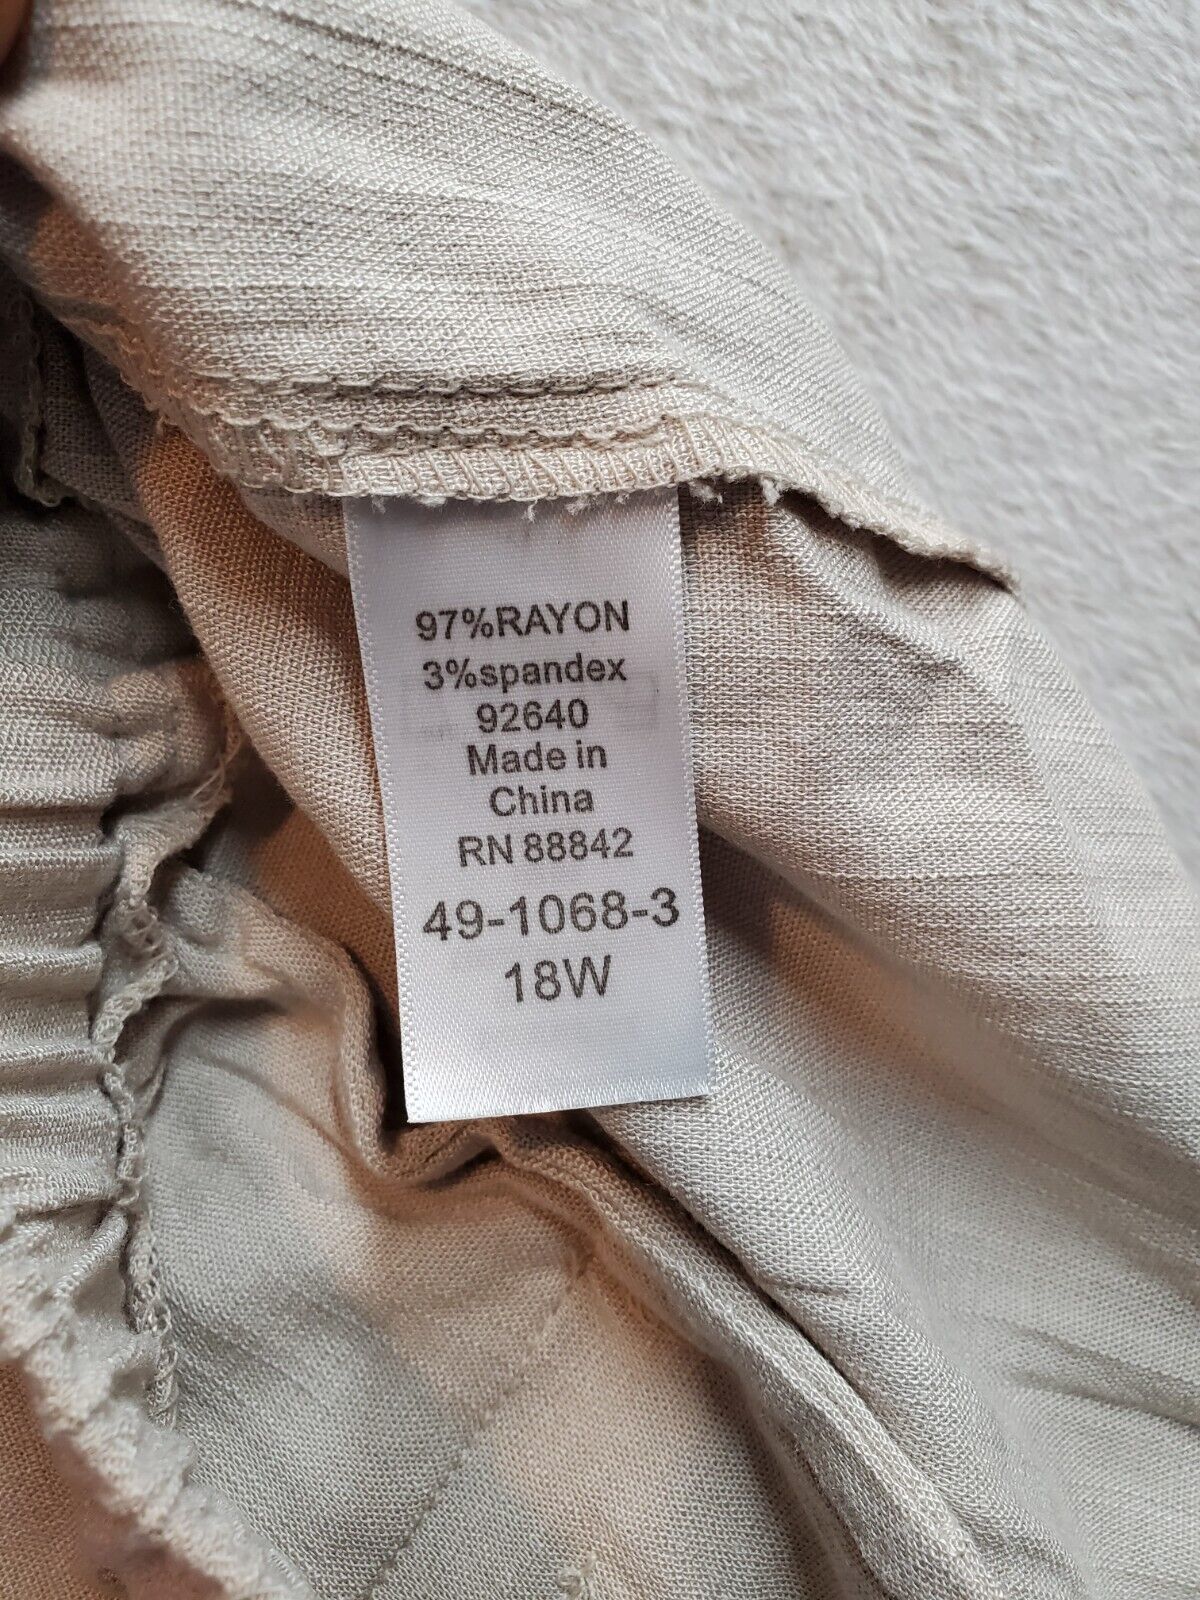 97%RAYON
3%spandex
92640
Made in
China
RN 88842
49-1068-3
18W